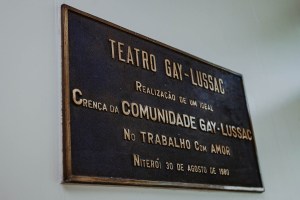 TEATRO GAY-LUSSAC
REALIZAÇÃO DE UM IDEAL
CRENÇA DA COMUNIDADE GAY-LUSSAC
NO TRABALHO COM AMOR
NITERÓI 30 DE AGOSTO DE 1980